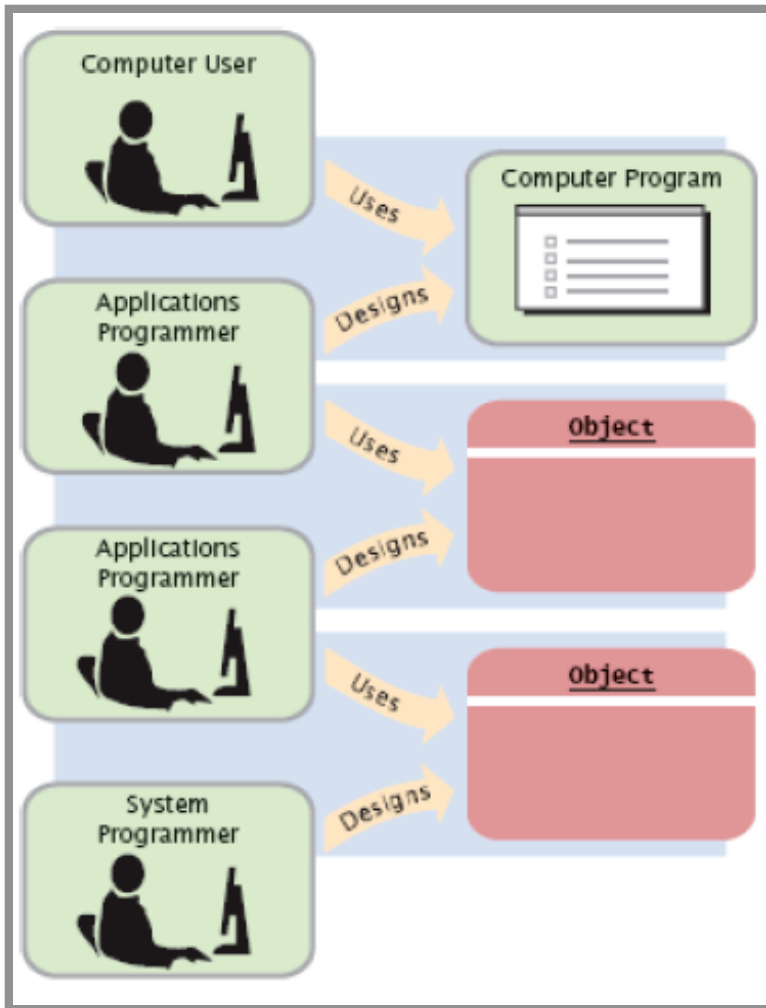 Computer User
Uses
Computer Program
Applications
Programmer
Designs
Uses
Object
Applications
Programmer
Designs
Uses
Object
System
Programmer
Designs